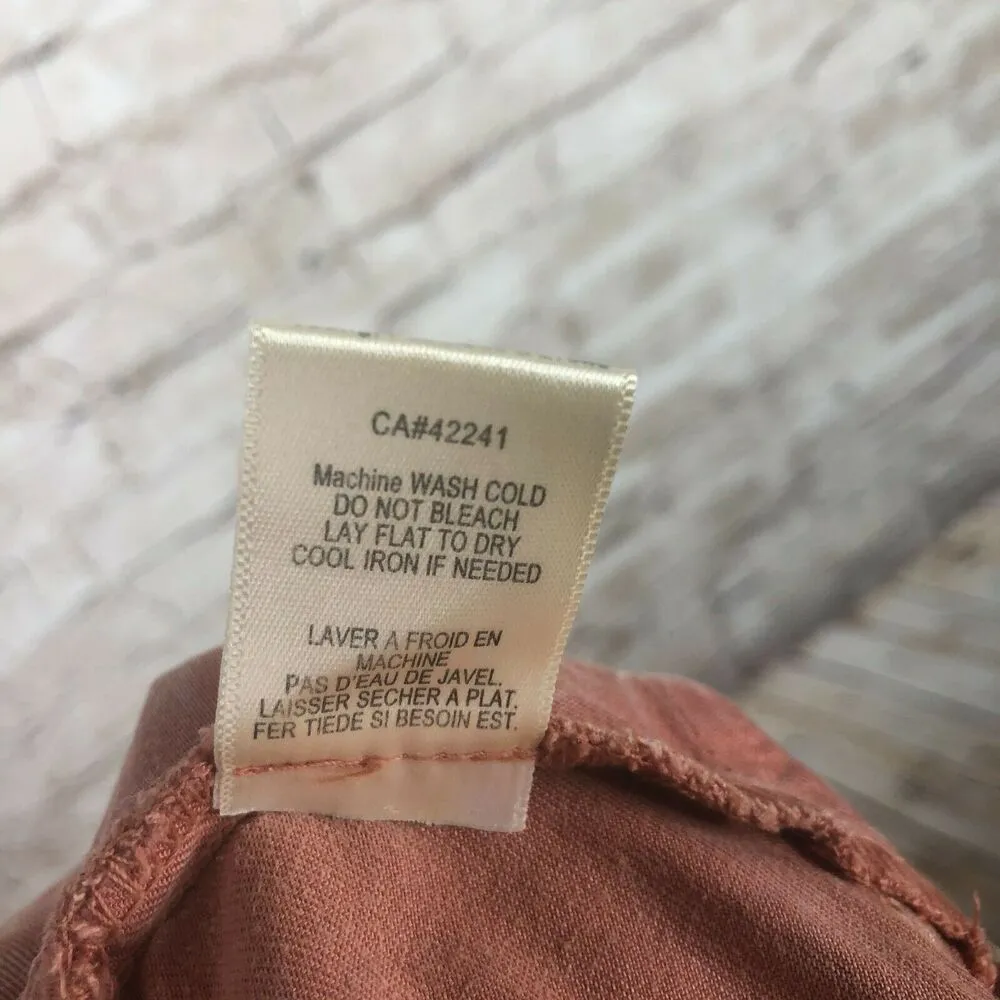 CA#42241
Machine WASH COLD
DO NOT BLEACH
LAY FLAT TO DRY
COOL IRON IF NEEDED
LAVER A FROID EN
MACHINE
PAS D'EAU DE JAVEL.
LAISSER SECHER A PLAT.
FER TIEDE SI BESOIN EST.